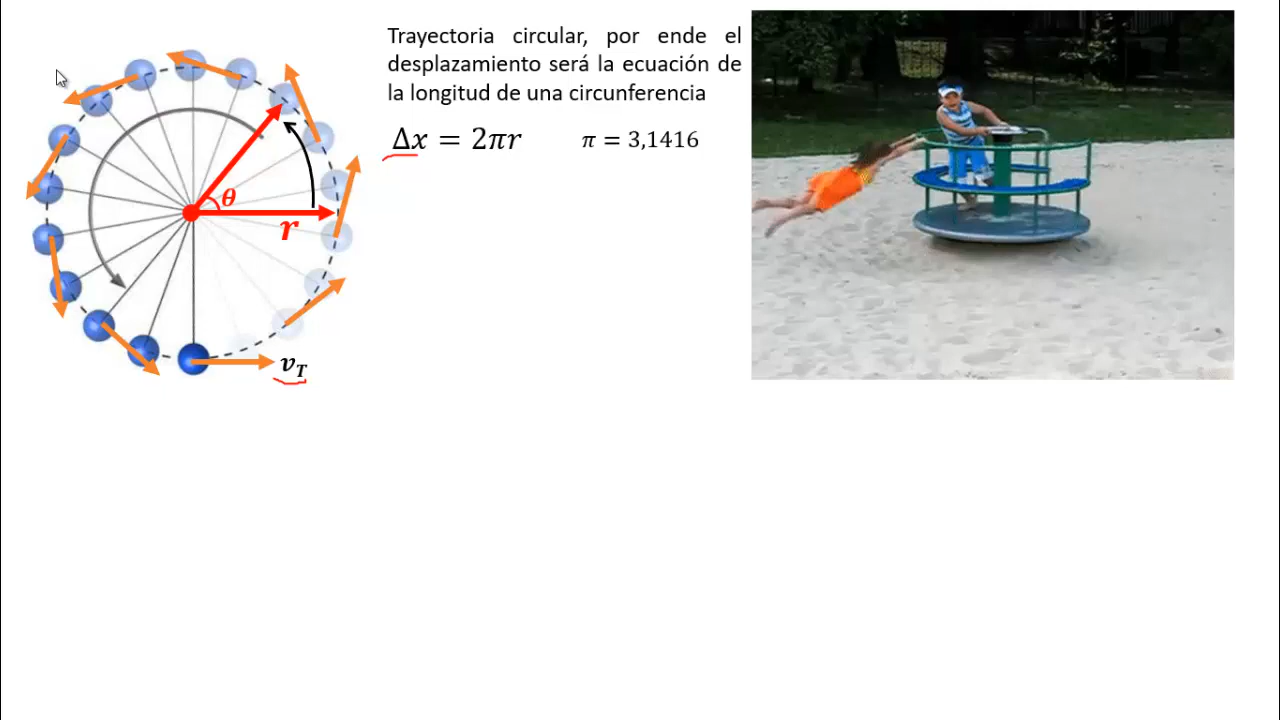 Trayectoria circular, por ende el
desplazamiento será la ecuación de
la longitud de una circunferencia
Δx = 2πr
π = 3,1416
θ
r
v_T